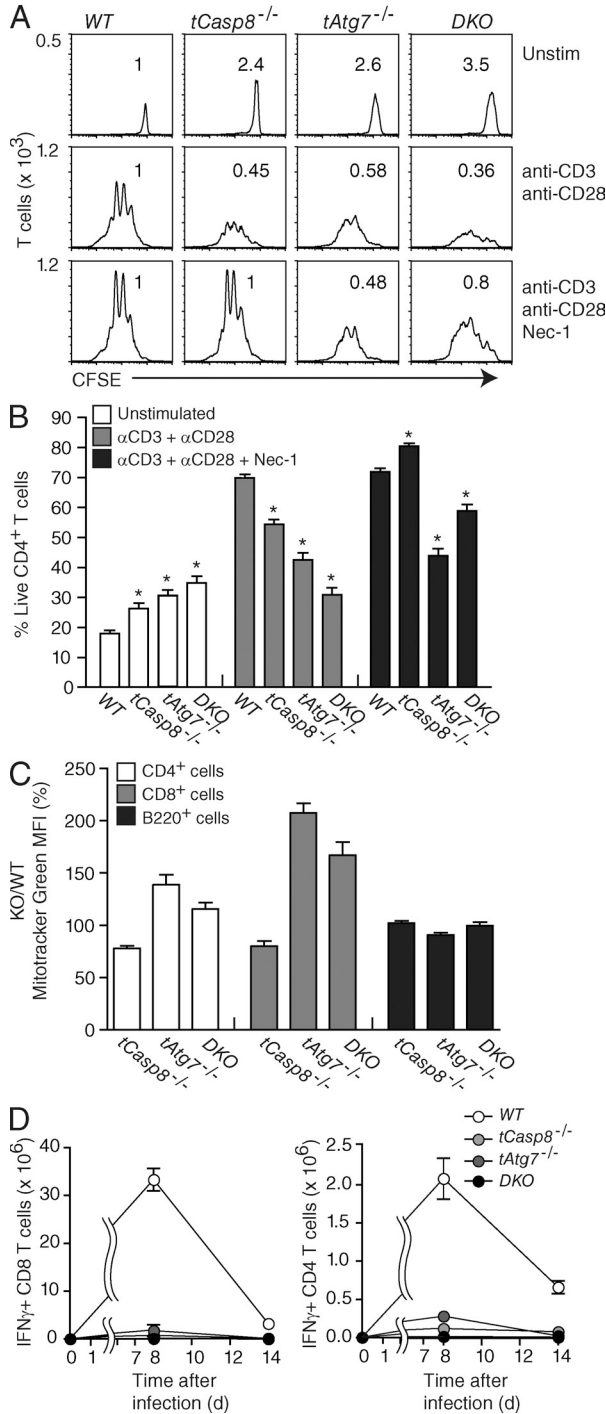 A
WT tCasp8-/- tAtg7-/- DKO
0.5
1 2.4 2.6 3.5
Unstim
1.2
1 0.45 0.58 0.36
anti-CD3
anti-CD28
T cells (x 10³)
1.2
1 1 0.48 0.8
anti-CD3
anti-CD28
Nec-1
CFSE
B
Unstimulated
αCD3 + αCD28
αCD3 + αCD28 + Nec-1
% Live CD4+ T cells
90
80
70
60
50
40
30
20
10
0
* * * * * * * * *
WT tCasp8-/- tAtg7-/- DKO WT tCasp8-/- tAtg7-/- DKO WT tCasp8-/- tAtg7-/- DKO
C
CD4+ cells
CD8+ cells
B220+ cells
KO/WT
Mitotracker Green MFI (%)
250
200
150
100
50
0
tCasp8-/- tAtg7-/- DKO tCasp8-/- tAtg7-/- DKO tCasp8-/- tAtg7-/- DKO
D
IFNγ+ CD8 T cells (x 10⁶)
40
30
20
10
0
0 1 7 8 10 12 14
Time after
infection (d)
IFNγ+ CD4 T cells (x 10⁶)
2.5
2.0
1.5
1.0
0.5
0.0
0 1 7 8 10 12 14
Time after
infection (d)
WT
tCasp8-/-
tAtg7-/-
DKO